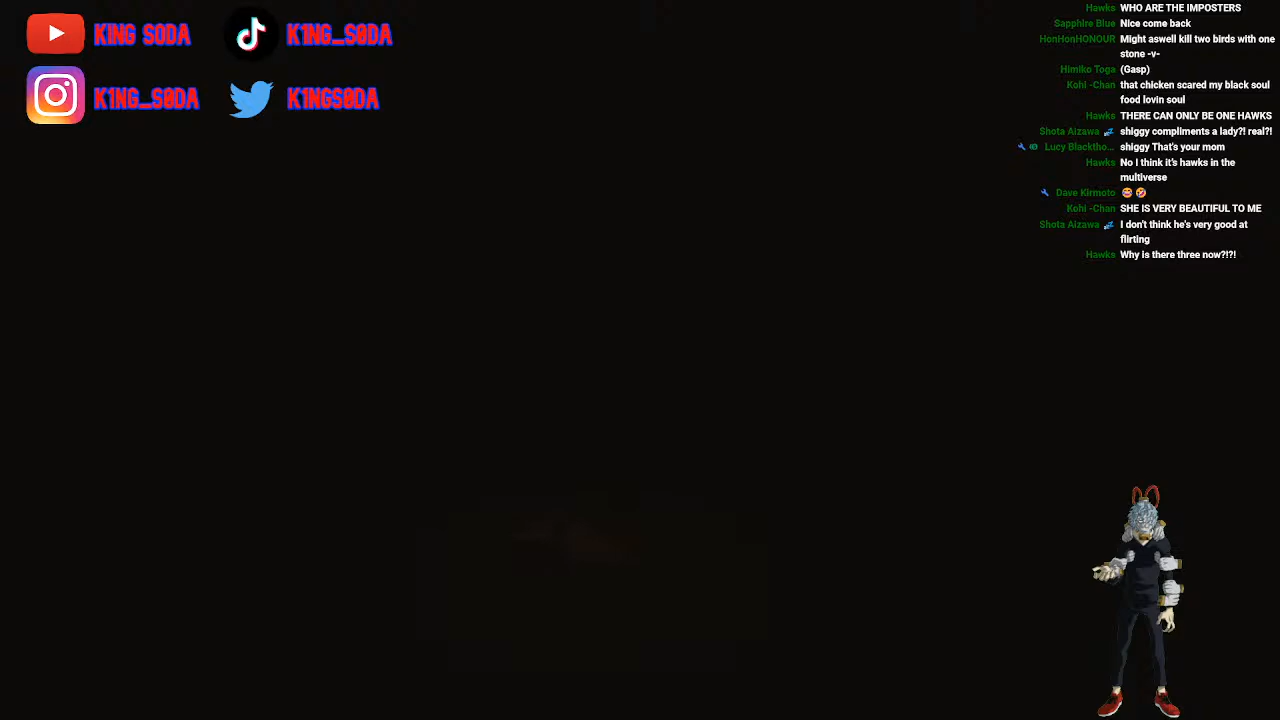 KING SODA
K1NG_S0DA
K1NG_S0DA
K1NGS0DA
Hawks WHO ARE THE IMPOSTERS
Sapphire Blue Nice come back
HonHonHONOUR Might aswell kill two birds with one
stone -v-
Himiko Toga (Gasp)
Kohi -Chan that chicken scared my black soul
food lovin soul
Hawks THERE CAN ONLY BE ONE HAWKS
Shota Aizawa 💤 shiggy compliments a lady?! real?!
Lucy Blacktho... shiggy That's your mom
Hawks No I think it's hawks in the
multiverse
Dave Kirmoto
Kohi -Chan SHE IS VERY BEAUTIFUL TO ME
Shota Aizawa 💤 I don't think he's very good at
flirting
Hawks Why is there three now?!?!